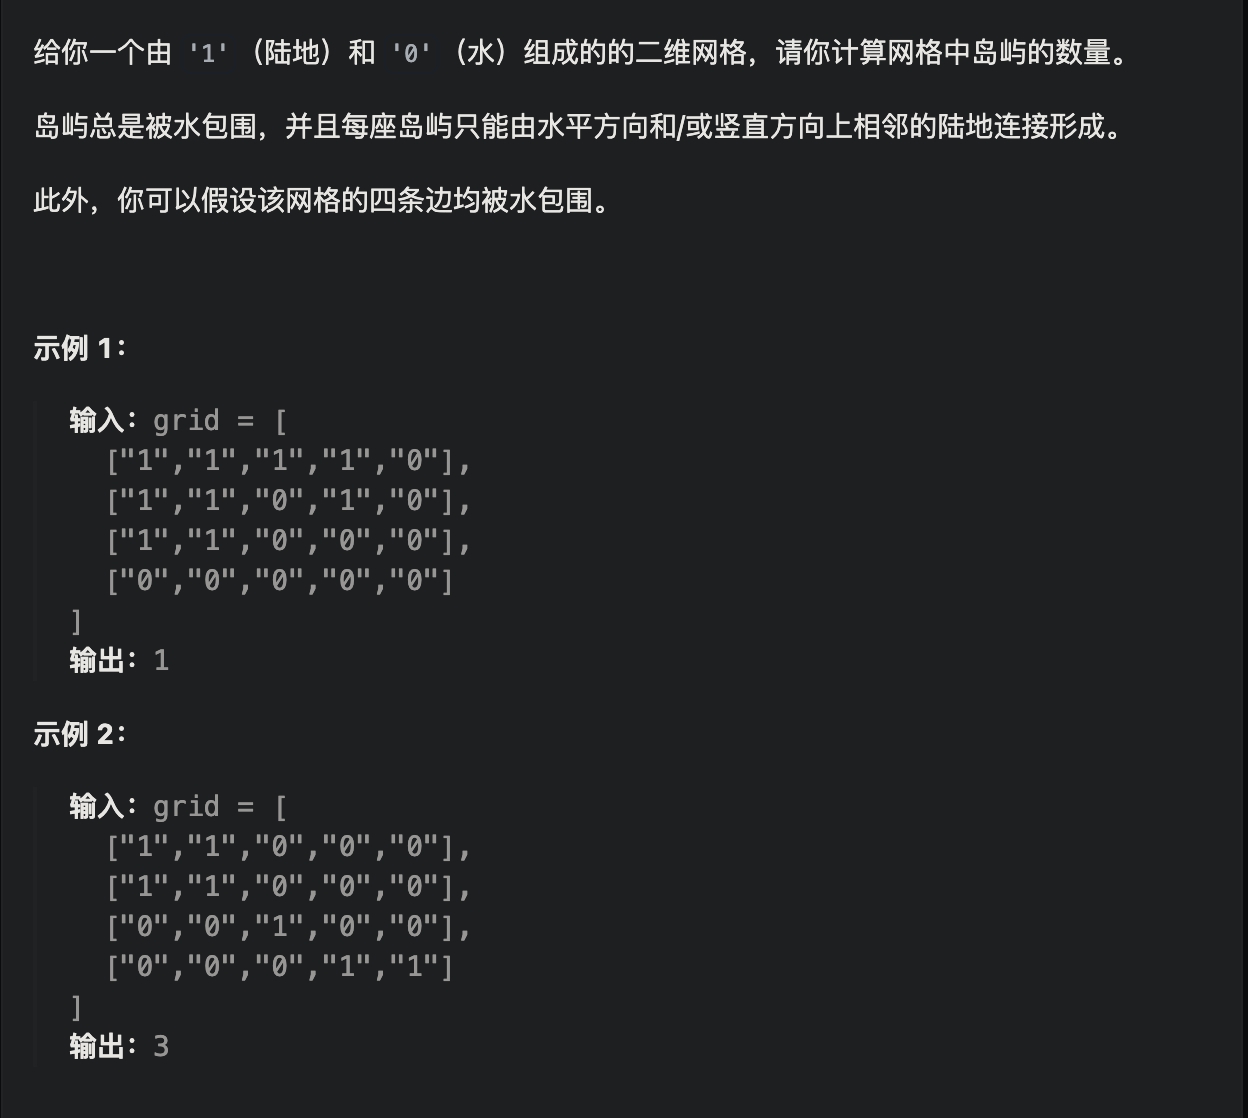 给你一个由 '1' （陆地）和 '0' （水）组成的的二维网格，请你计算网格中岛屿的数量。
岛屿总是被水包围，并且每座岛屿只能由水平方向和/或竖直方向上相邻的陆地连接形成。
此外，你可以假设该网格的四条边均被水包围。
示例 1：
输入：grid = [
["1","1","1","1","0"],
["1","1","0","1","0"],
["1","1","0","0","0"],
["0","0","0","0","0"]
]
输出：1
示例 2：
输入：grid = [
["1","1","0","0","0"],
["1","1","0","0","0"],
["0","0","1","0","0"],
["0","0","0","1","1"]
]
输出：3